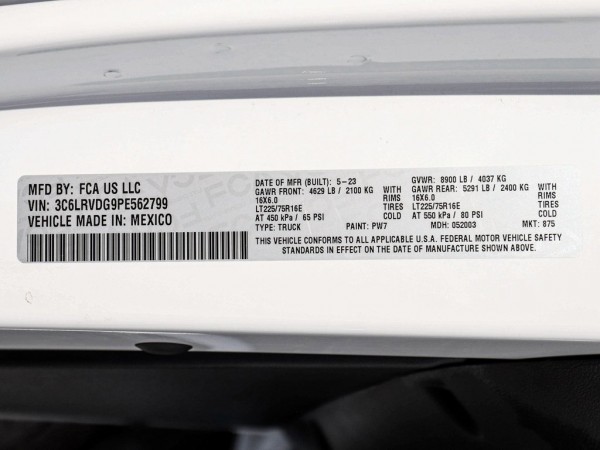 MFD BY: FCA US LLC
VIN: 3C6LRVDG9PE562799
VEHICLE MADE IN: MEXICO
DATE OF MFR (BUILT): 5-23 GVWR: 8900 LB / 4037 KG
GAWR FRONT: 4629 LB / 2100 KG WITH GAWR REAR: 5291 LB / 2400 KG WITH
16X6.0 RIMS 16X6.0 RIMS
LT225/75R16E TIRES LT225/75R16E TIRES
AT 450 kPa / 65 PSI COLD AT 550 kPa / 80 PSI COLD
TYPE: TRUCK PAINT: PW7 MDH: 052003 MKT: 875
THIS VEHICLE CONFORMS TO ALL APPLICABLE U.S.A. FEDERAL MOTOR VEHICLE SAFETY
STANDARDS IN EFFECT ON THE DATE OF MANUFACTURE SHOWN ABOVE.